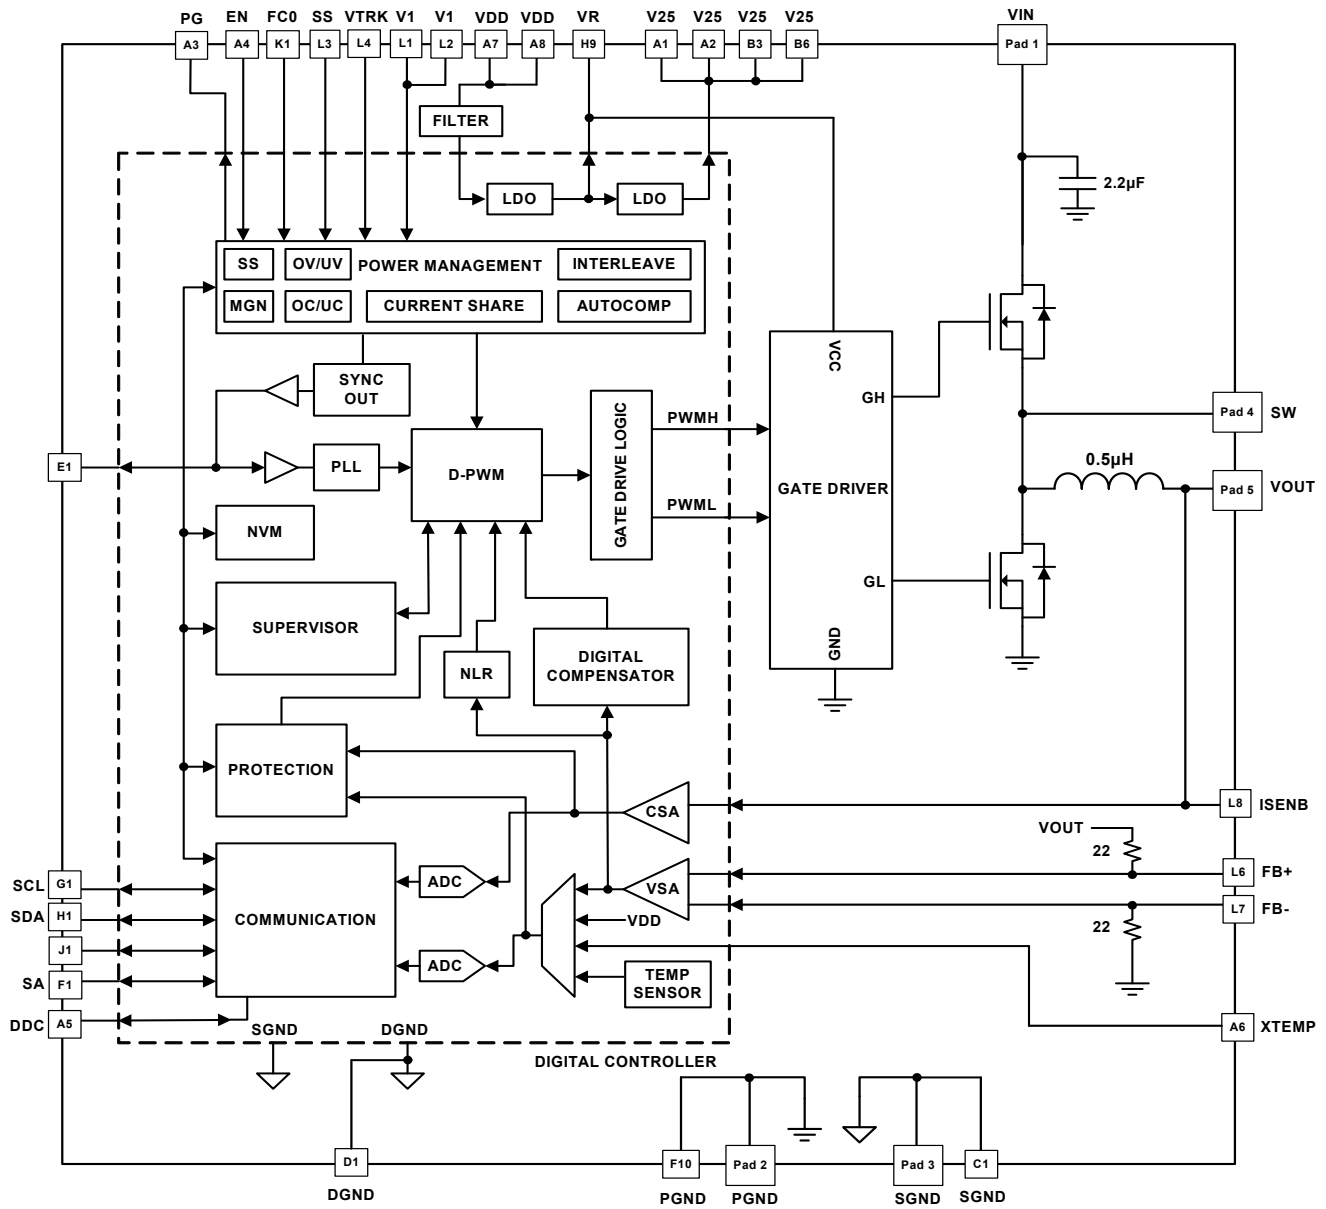 PG EN FC0 SS VTRK V1 V1 VDD VDD VR V25 V25 V25 V25 VIN
A3 A4 K1 L3 L4 L1 L2 A7 A8 H9 A1 A2 B3 B6 Pad 1
FILTER
2.2µF
LDO LDO
SS OV/UV POWER MANAGEMENT INTERLEAVE
MGN OC/UC CURRENT SHARE AUTOCOMP
VCC
SYNC
OUT
GH
PWMH
Pad 4 SW
E1 PLL D-PWM GATE DRIVE LOGIC GATE DRIVER
0.5µH
Pad 5 VOUT
PWML
NVM
GL
SUPERVISOR
GND
DIGITAL
COMPENSATOR
NLR
PROTECTION
CSA
L8 ISENB
VOUT
22
SCL G1
ADC
VSA
L6 FB+
SDA H1
COMMUNICATION
VDD
L7 FB-
22
J1
SA F1
ADC
TEMP
SENSOR
DDC A5
SGND DGND
A6 XTEMP
DIGITAL CONTROLLER
D1 F10 Pad 2 Pad 3 C1
DGND PGND PGND SGND SGND